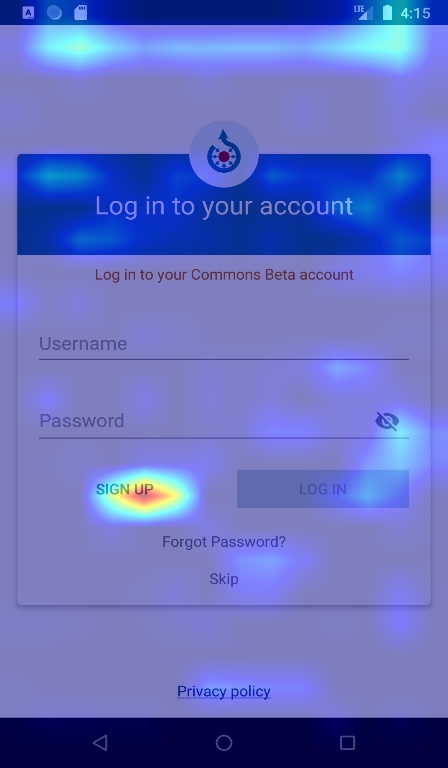 LTE 4:15
Log in to your account
Log in to your Commons Beta account
Username
Password
SIGN UP LOG IN
Forgot Password?
Skip
Privacy policy